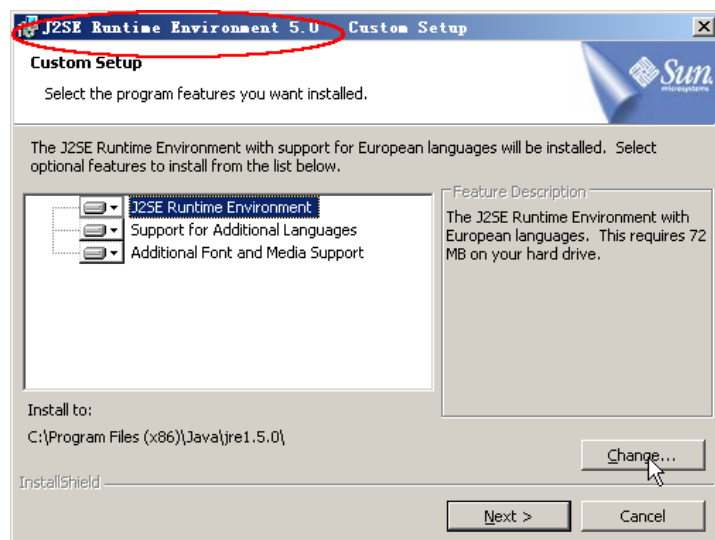 J2SE Runtime Environment 5.0 Custom Setup
Custom Setup
Select the program features you want installed.
Sun
microsystems
The J2SE Runtime Environment with support for European languages will be installed. Select
optional features to install from the list below.
J2SE Runtime Environment
Support for Additional Languages
Additional Font and Media Support
Feature Description
The J2SE Runtime Environment with
European languages. This requires 72
MB on your hard drive.
Install to:
C:\Program Files (x86)\Java\jre1.5.0\
Change...
InstallShield
Next >
Cancel